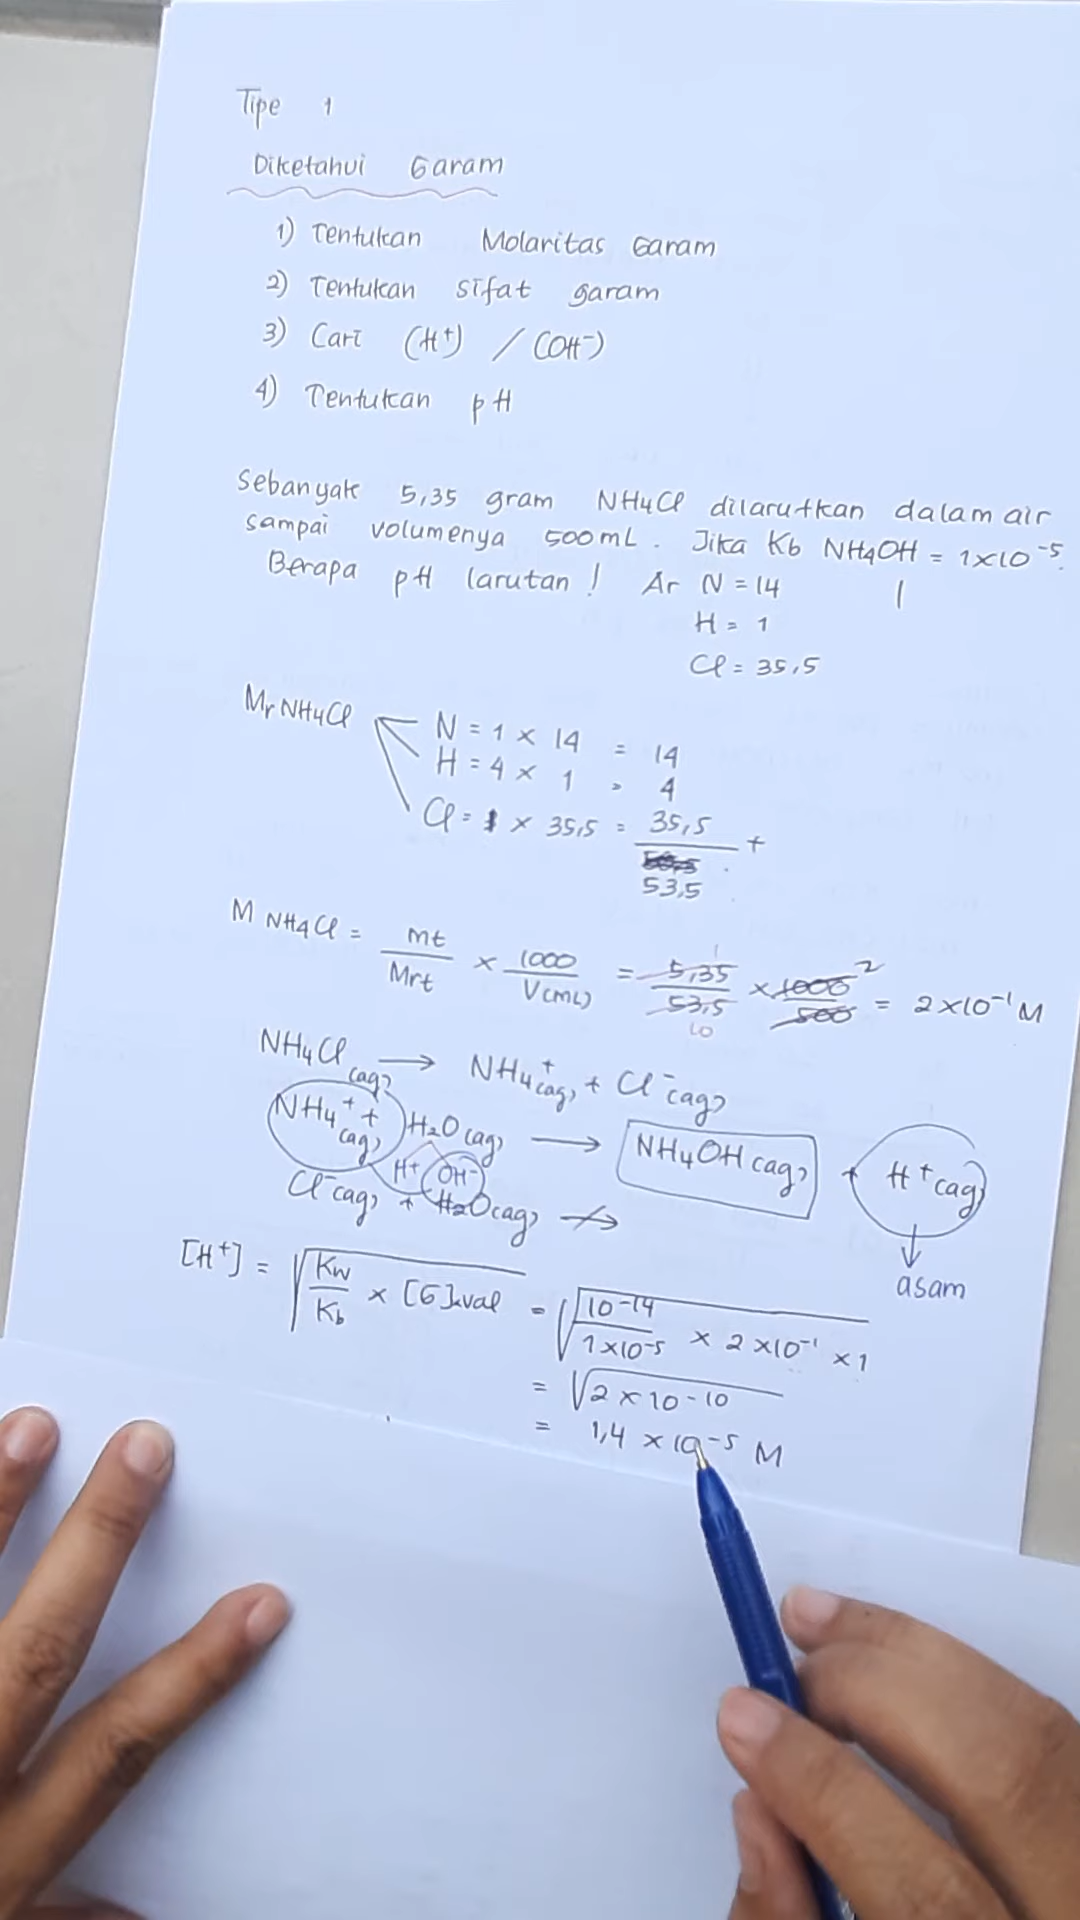 Tipe 1
Diketahui Garam
1) Tentukan Molaritas Garam
2) Tentukan sifat garam
3) Cari (H⁺) / (OH⁻)
4) Tentukan pH
Sebanyak 5,35 gram NH4Cl dilarutkan dalam air
sampai volumenya 500 mL. Jika Kb NH4OH = 1x10⁻⁵.
Berapa pH larutan ! Ar N = 14
H = 1
Cl = 35,5
Mr NH4Cl
N = 1 x 14 = 14
H = 4 x 1 = 4
Cl = 1 x 35,5 = 35,5 +
53,5
M NH4Cl = mt/Mrt x 1000/V(mL) = 5,35/53,5 x 1000/500 = 2x10⁻¹ M
1 2
10
NH4Cl (aq) → NH4⁺(aq) + Cl⁻(aq)
NH4⁺(aq) + H2O(aq) → NH4OH(aq) + H⁺(aq)
H⁺ OH⁻
Cl⁻(aq) + H2O(aq) ↛
asam
[H⁺] = √Kw/Kb x [G]xval = √10⁻¹⁴/1x10⁻⁵ x 2x10⁻¹ x 1
= √2 x 10⁻¹⁰
= 1,4 x 10⁻⁵ M